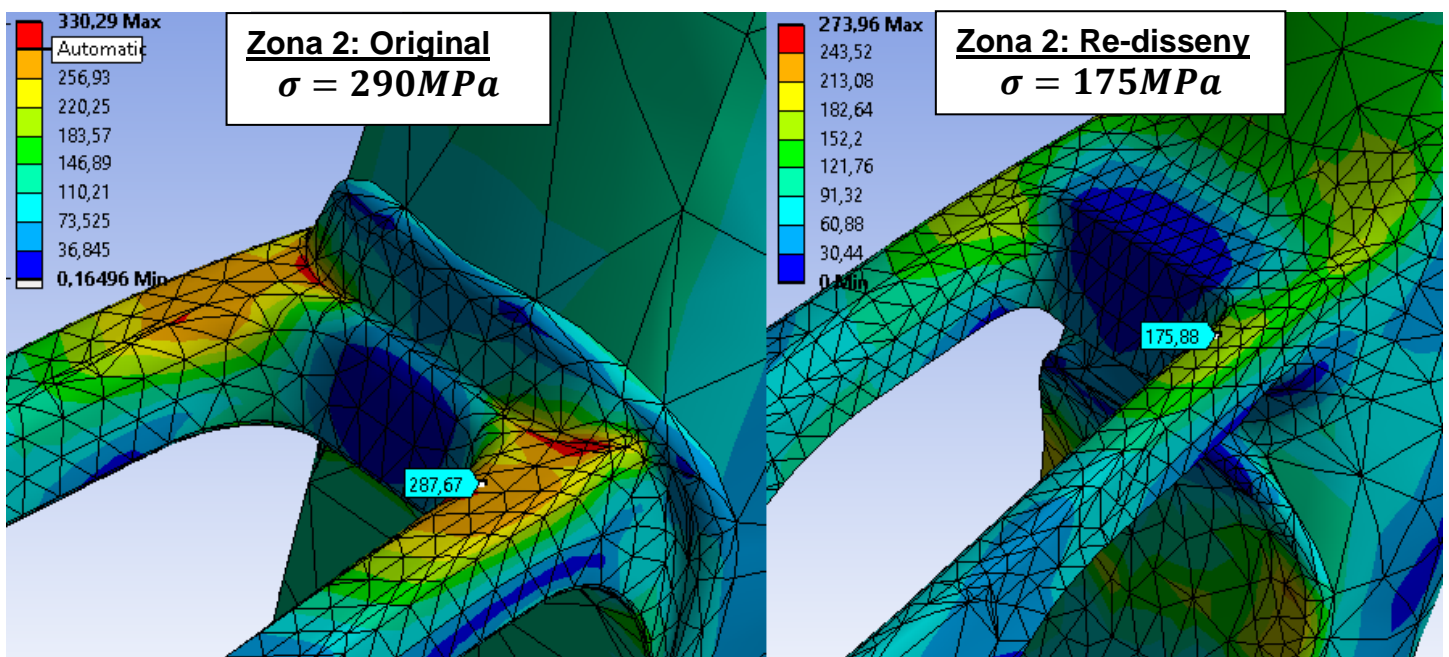 330,29 Max
Automatic
256,93
220,25
183,57
146,89
110,21
73,525
36,845
0,16496 Min
Zona 2: Original
σ = 290MPa
287,67
273,96 Max
243,52
213,08
182,64
152,2
121,76
91,32
60,88
30,44
0 Min
Zona 2: Re-disseny
σ = 175MPa
175,88